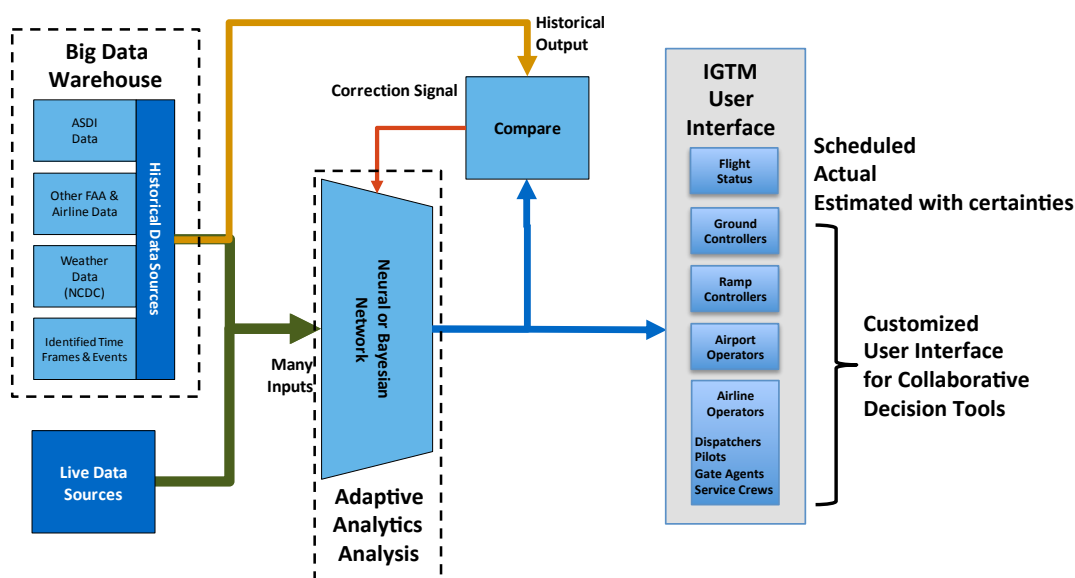 Big Data
Warehouse
ASDI
Data
Other FAA &
Airline Data
Weather
Data
(NCDC)
Identified Time
Frames & Events
Historical Data Sources
Live Data
Sources
Historical
Output
Correction Signal
Compare
Many
Inputs
Neural or Bayesian
Network
Adaptive
Analytics
Analysis
IGTM
User
Interface
Flight
Status
Ground
Controllers
Ramp
Controllers
Airport
Operators
Airline
Operators
Dispatchers
Pilots
Gate Agents
Service Crews
Scheduled
Actual
Estimated with certainties
Customized
User Interface
for Collaborative
Decision Tools